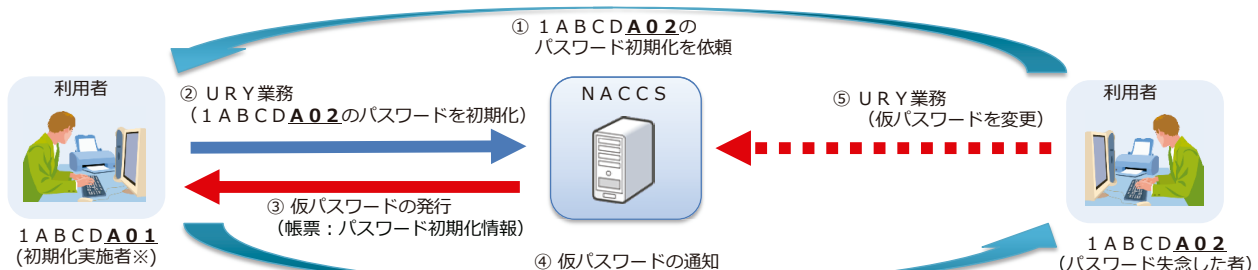 ① １ＡＢＣＤＡ０２の
パスワード初期化を依頼
利用者
② ＵＲＹ業務
（１ＡＢＣＤＡ０２のパスワードを初期化）
ＮＡＣＣＳ
⑤ ＵＲＹ業務
（仮パスワードを変更）
利用者
③ 仮パスワードの発行
（帳票：パスワード初期化情報）
１ＡＢＣＤＡ０１
(初期化実施者※)
④ 仮パスワードの通知
１ＡＢＣＤＡ０２
(パスワード失念した者)